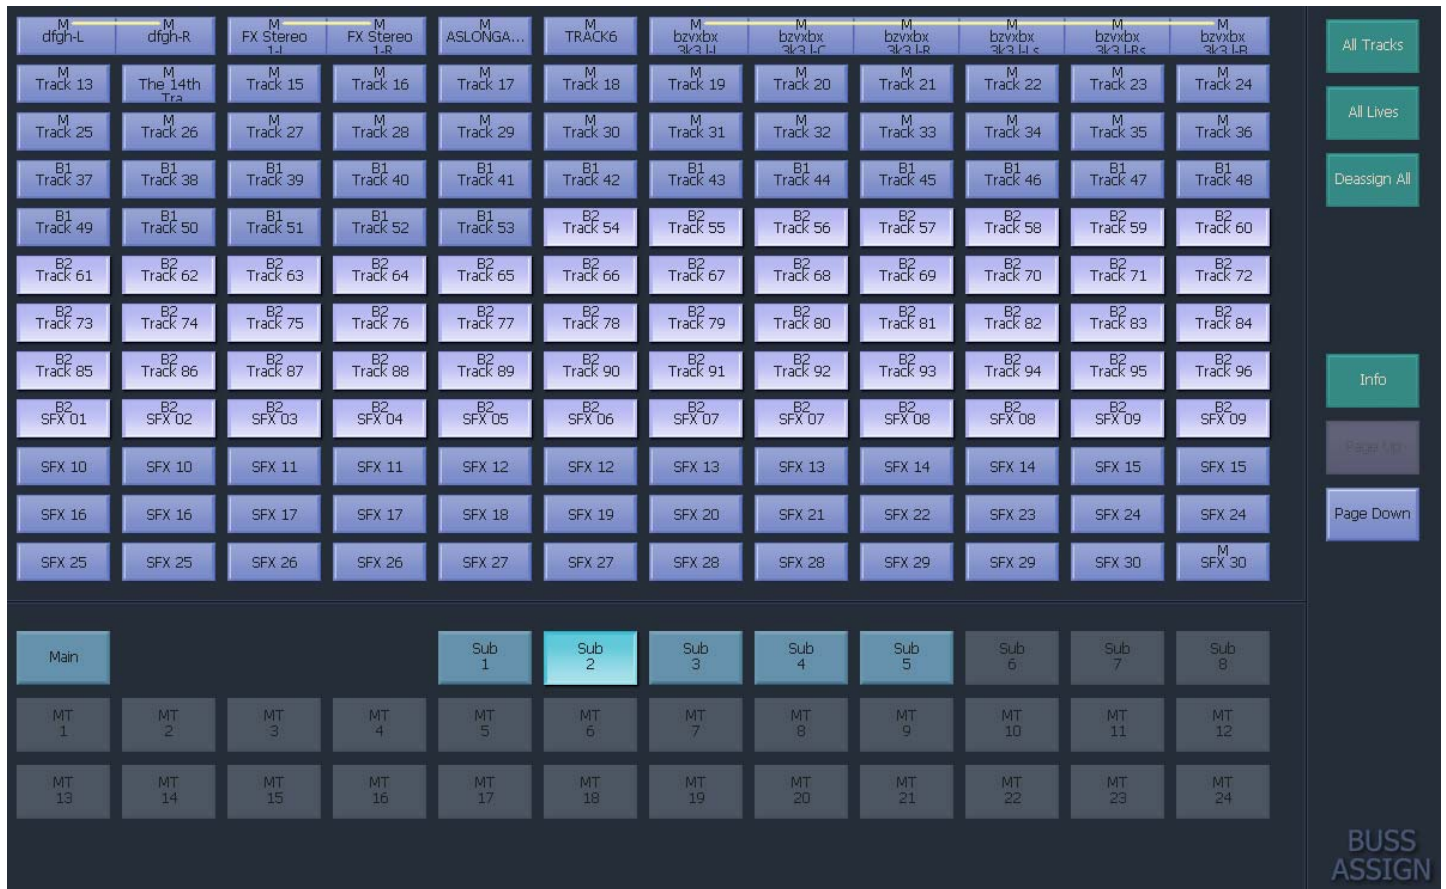 M M M M M M M M M M M M
dfgh-L dfgh-R FX Stereo FX Stereo ASLONGA... TRACK6 bzvxbx bzvxbx bzvxbx bzvxbx bzvxbx bzvxbx
1-L 1-R 3k3 l-L 3k3 l-C 3k3 l-R 3k3 l-Ls 3k3 l-Rs 3k3 l-B
All Tracks
M M M M M M M M M M M M
Track 13 The 14th Track 15 Track 16 Track 17 Track 18 Track 19 Track 20 Track 21 Track 22 Track 23 Track 24
Tra
All Lives
M M M M M M M M M M M M
Track 25 Track 26 Track 27 Track 28 Track 29 Track 30 Track 31 Track 32 Track 33 Track 34 Track 35 Track 36
B1 B1 B1 B1 B1 B1 B1 B1 B1 B1 B1 B1
Track 37 Track 38 Track 39 Track 40 Track 41 Track 42 Track 43 Track 44 Track 45 Track 46 Track 47 Track 48
Deassign All
B1 B1 B1 B1 B1 B2 B2 B2 B2 B2 B2 B2
Track 49 Track 50 Track 51 Track 52 Track 53 Track 54 Track 55 Track 56 Track 57 Track 58 Track 59 Track 60
B2 B2 B2 B2 B2 B2 B2 B2 B2 B2 B2 B2
Track 61 Track 62 Track 63 Track 64 Track 65 Track 66 Track 67 Track 68 Track 69 Track 70 Track 71 Track 72
B2 B2 B2 B2 B2 B2 B2 B2 B2 B2 B2 B2
Track 73 Track 74 Track 75 Track 76 Track 77 Track 78 Track 79 Track 80 Track 81 Track 82 Track 83 Track 84
B2 B2 B2 B2 B2 B2 B2 B2 B2 B2 B2 B2
Track 85 Track 86 Track 87 Track 88 Track 89 Track 90 Track 91 Track 92 Track 93 Track 94 Track 95 Track 96
Info
B2 B2 B2 B2 B2 B2 B2 B2 B2 B2 B2 B2
SFX 01 SFX 02 SFX 03 SFX 04 SFX 05 SFX 06 SFX 07 SFX 07 SFX 08 SFX 08 SFX 09 SFX 09
Page Up
SFX 10 SFX 10 SFX 11 SFX 11 SFX 12 SFX 12 SFX 13 SFX 13 SFX 14 SFX 14 SFX 15 SFX 15
SFX 16 SFX 16 SFX 17 SFX 17 SFX 18 SFX 19 SFX 20 SFX 21 SFX 22 SFX 23 SFX 24 SFX 24
Page Down
M
SFX 25 SFX 25 SFX 26 SFX 26 SFX 27 SFX 27 SFX 28 SFX 28 SFX 29 SFX 29 SFX 30 SFX 30
Main
Sub Sub Sub Sub Sub Sub Sub Sub
1 2 3 4 5 6 7 8
MT MT MT MT MT MT MT MT MT MT MT MT
1 2 3 4 5 6 7 8 9 10 11 12
MT MT MT MT MT MT MT MT MT MT MT MT
13 14 15 16 17 18 19 20 21 22 23 24
BUSS
ASSIGN